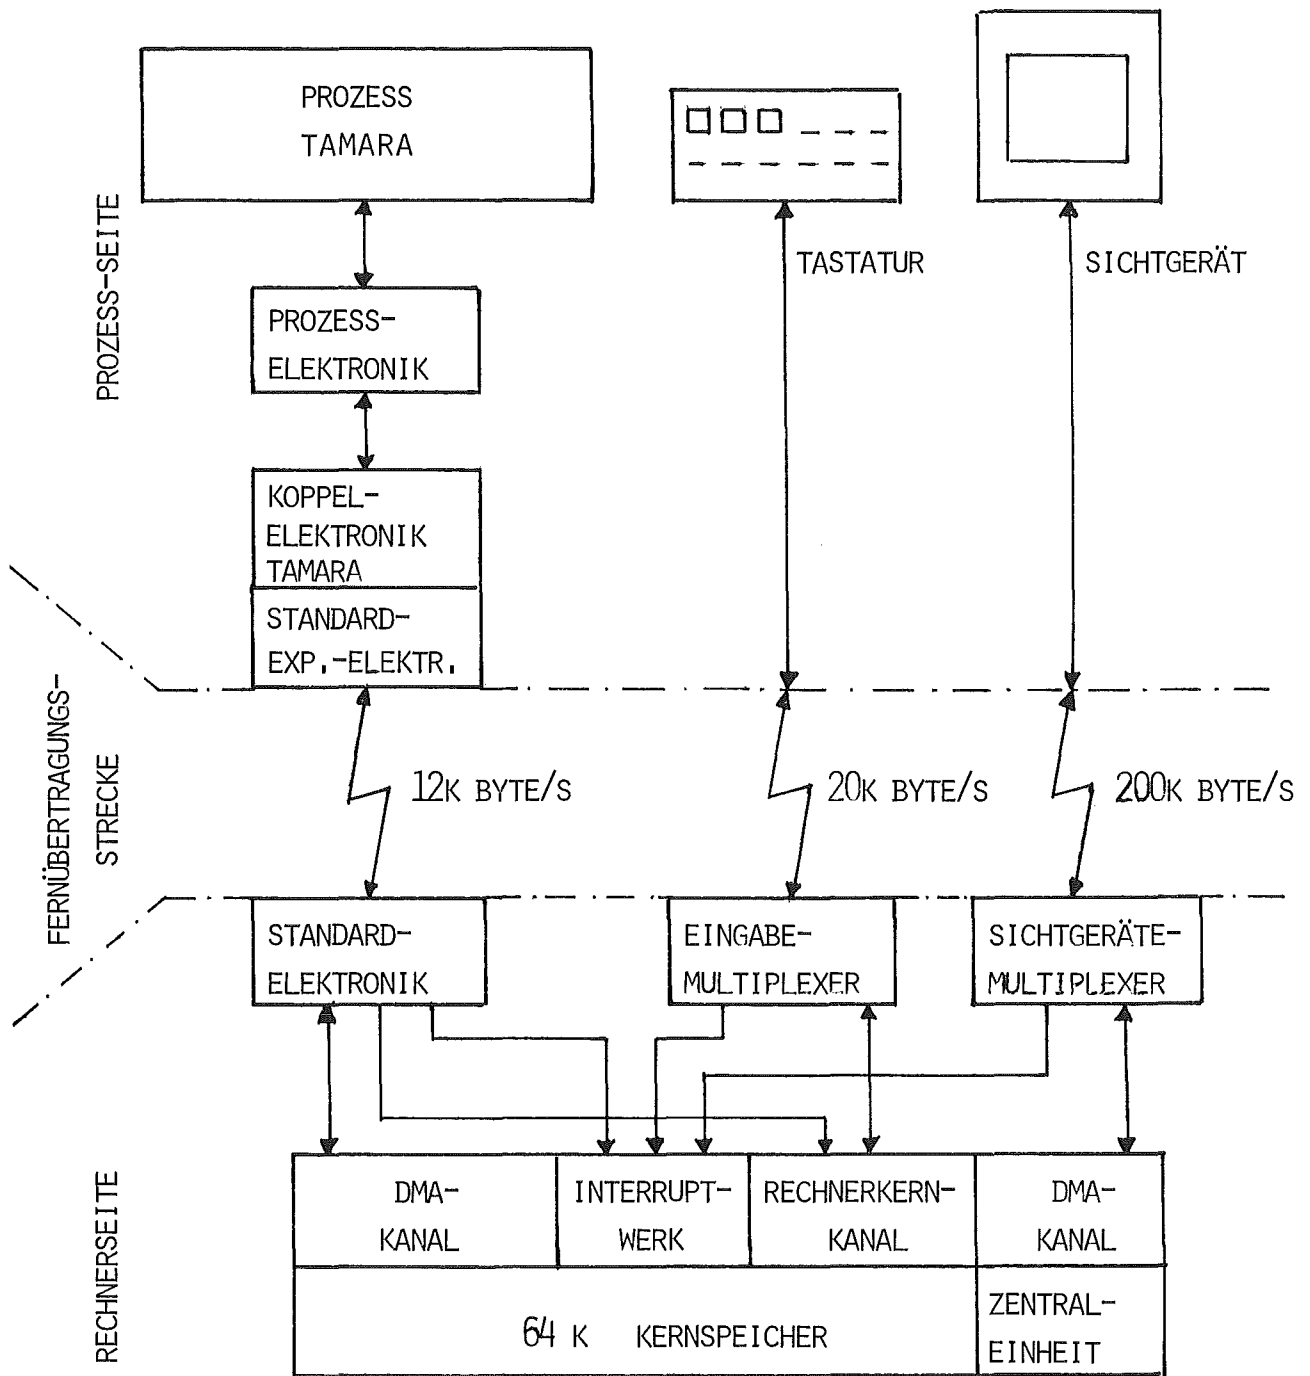 PROZESS
TAMARA
PROZESS-SEITE
TASTATUR
SICHTGERÄT
PROZESS-
ELEKTRONIK
KOPPEL-
ELEKTRONIK
TAMARA
STANDARD-
EXP.-ELEKTR.
FERNÜBERTRAGUNGS-
STRECKE
12K BYTE/S
20K BYTE/S
200K BYTE/S
STANDARD-
ELEKTRONIK
EINGABE-
MULTIPLEXER
SICHTGERÄTE-
MULTIPLEXER
RECHNERSEITE
DMA-
KANAL
INTERRUPT-
WERK
RECHNERKERN-
KANAL
DMA-
KANAL
64 K KERNSPEICHER
ZENTRAL-
EINHEIT